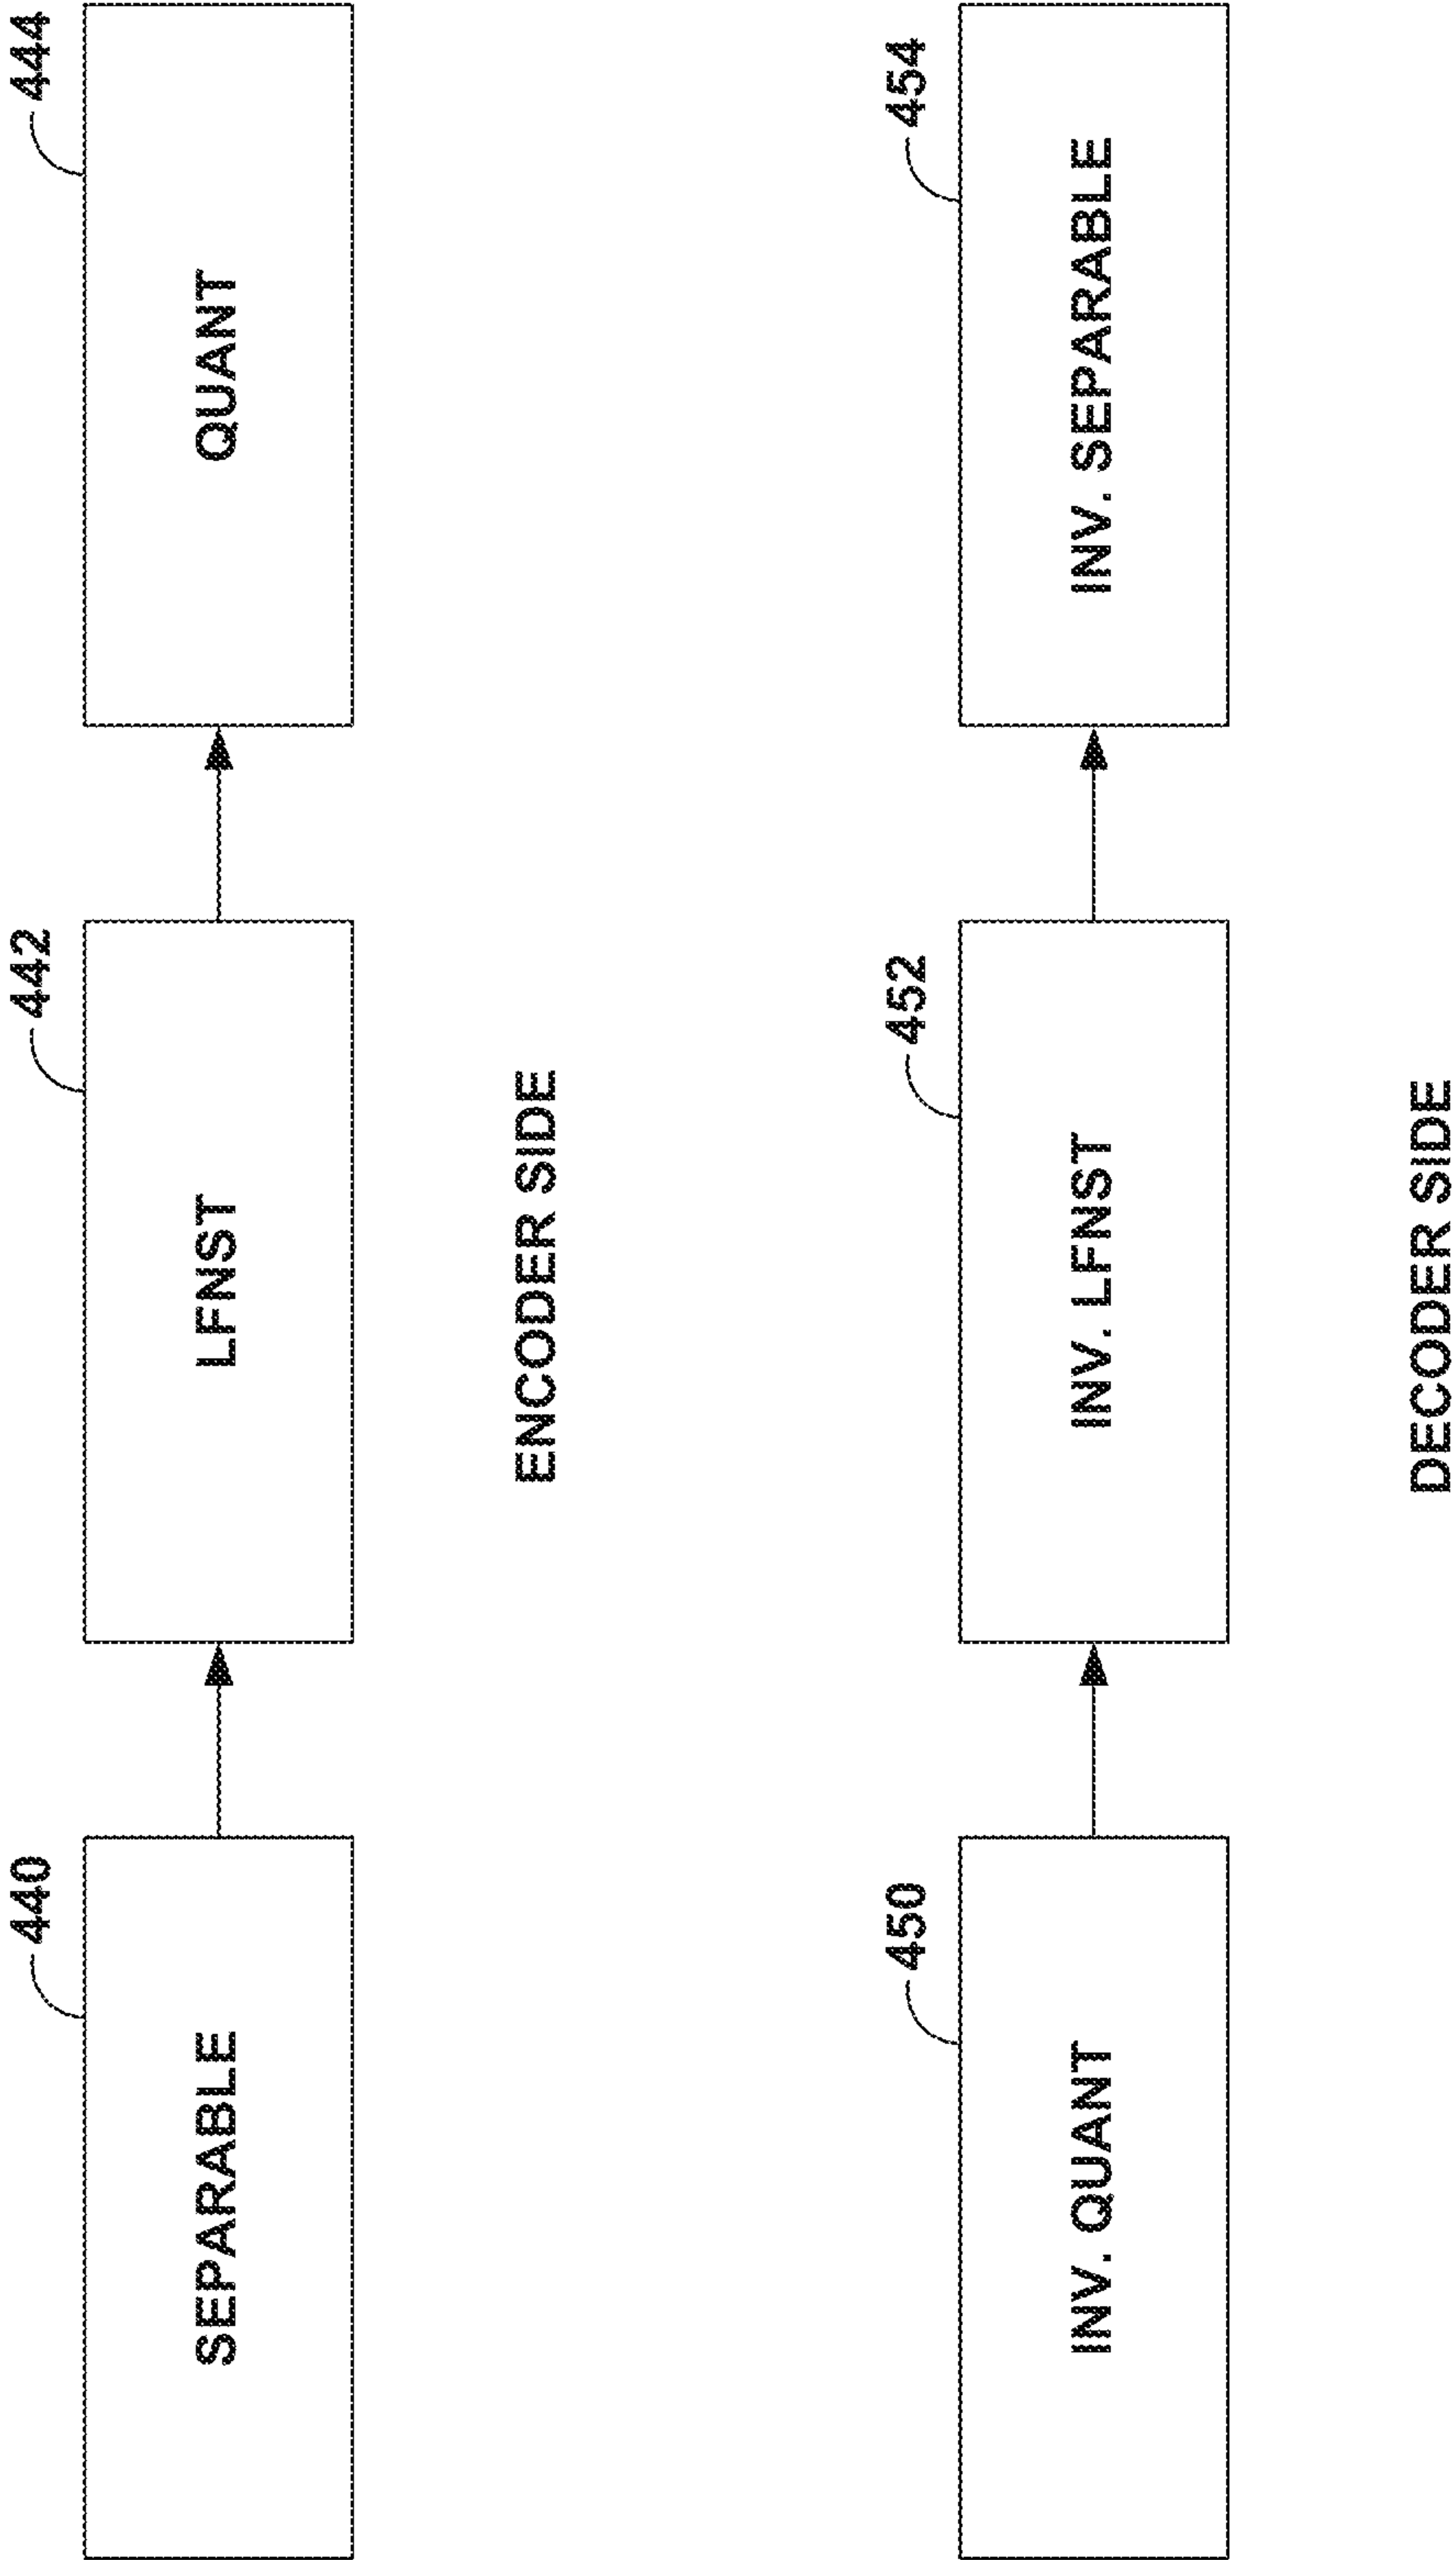 440
442
444
SEPARABLE
LFNST
QUANT
ENCODER SIDE
450
452
454
INV. QUANT
INV. LFNST
INV. SEPARABLE
DECODER SIDE